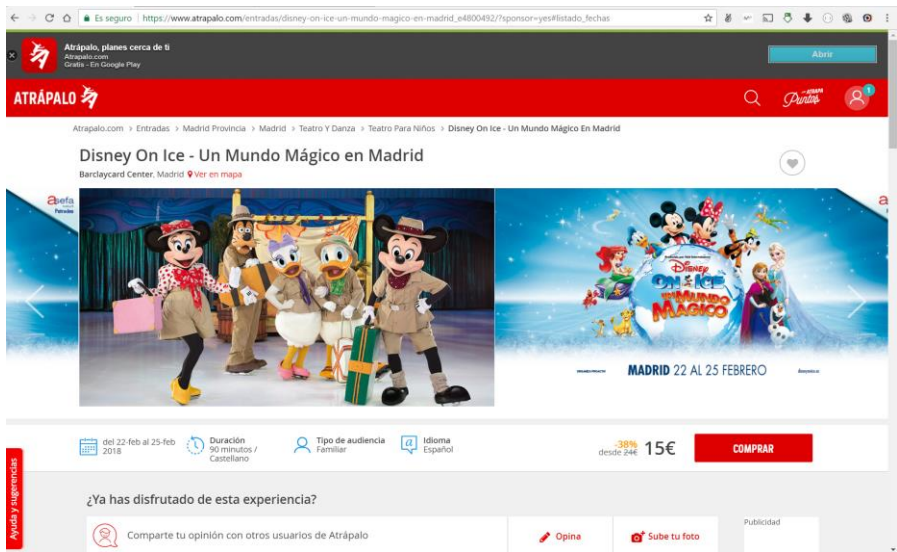 Es seguro | https://www.atrapalo.com/entradas/disney-on-ice-un-mundo-magico-en-madrid_e4800492/?sponsor=yes#listado_fechas
Atrápalo, planes cerca de ti
Atrapalo.com
Gratis - En Google Play
Abrir
ATRÁPALO
Puntos
1
Atrapalo.com > Entradas > Madrid Provincia > Madrid > Teatro Y Danza > Teatro Para Niños > Disney On Ice - Un Mundo Mágico En Madrid
Disney On Ice - Un Mundo Mágico en Madrid
Barclaycard Center, Madrid Ver en mapa
asefa
Disney
ON ICE
UN MUNDO
MAGICO
MADRID 22 AL 25 FEBRERO
del 22-feb al 25-feb
2018
Duración
90 minutos /
Castellano
Tipo de audiencia
Familiar
Idioma
Español
-38%
desde 24€ 15€
COMPRAR
Ayuda y sugerencias
¿Ya has disfrutado de esta experiencia?
Comparte tu opinión con otros usuarios de Atrápalo
Opina
Sube tu foto
Publicidad